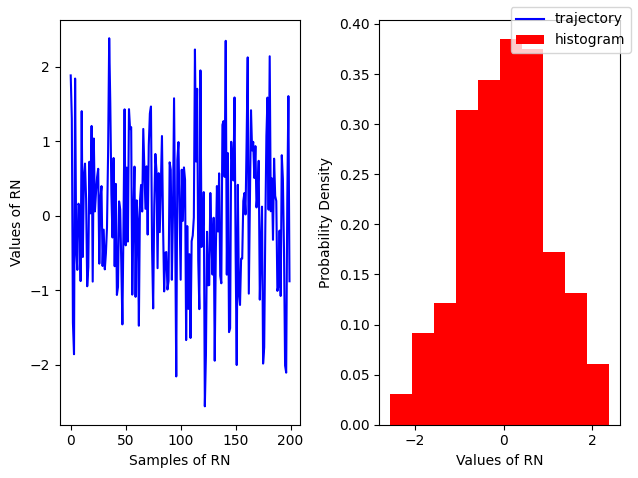 trajectory
histogram
2
1
0
−1
−2
Values of RN
0 50 100 150 200
Samples of RN
0.40
0.35
0.30
0.25
0.20
0.15
0.10
0.05
0.00
Probability Density
−2 0 2
Values of RN